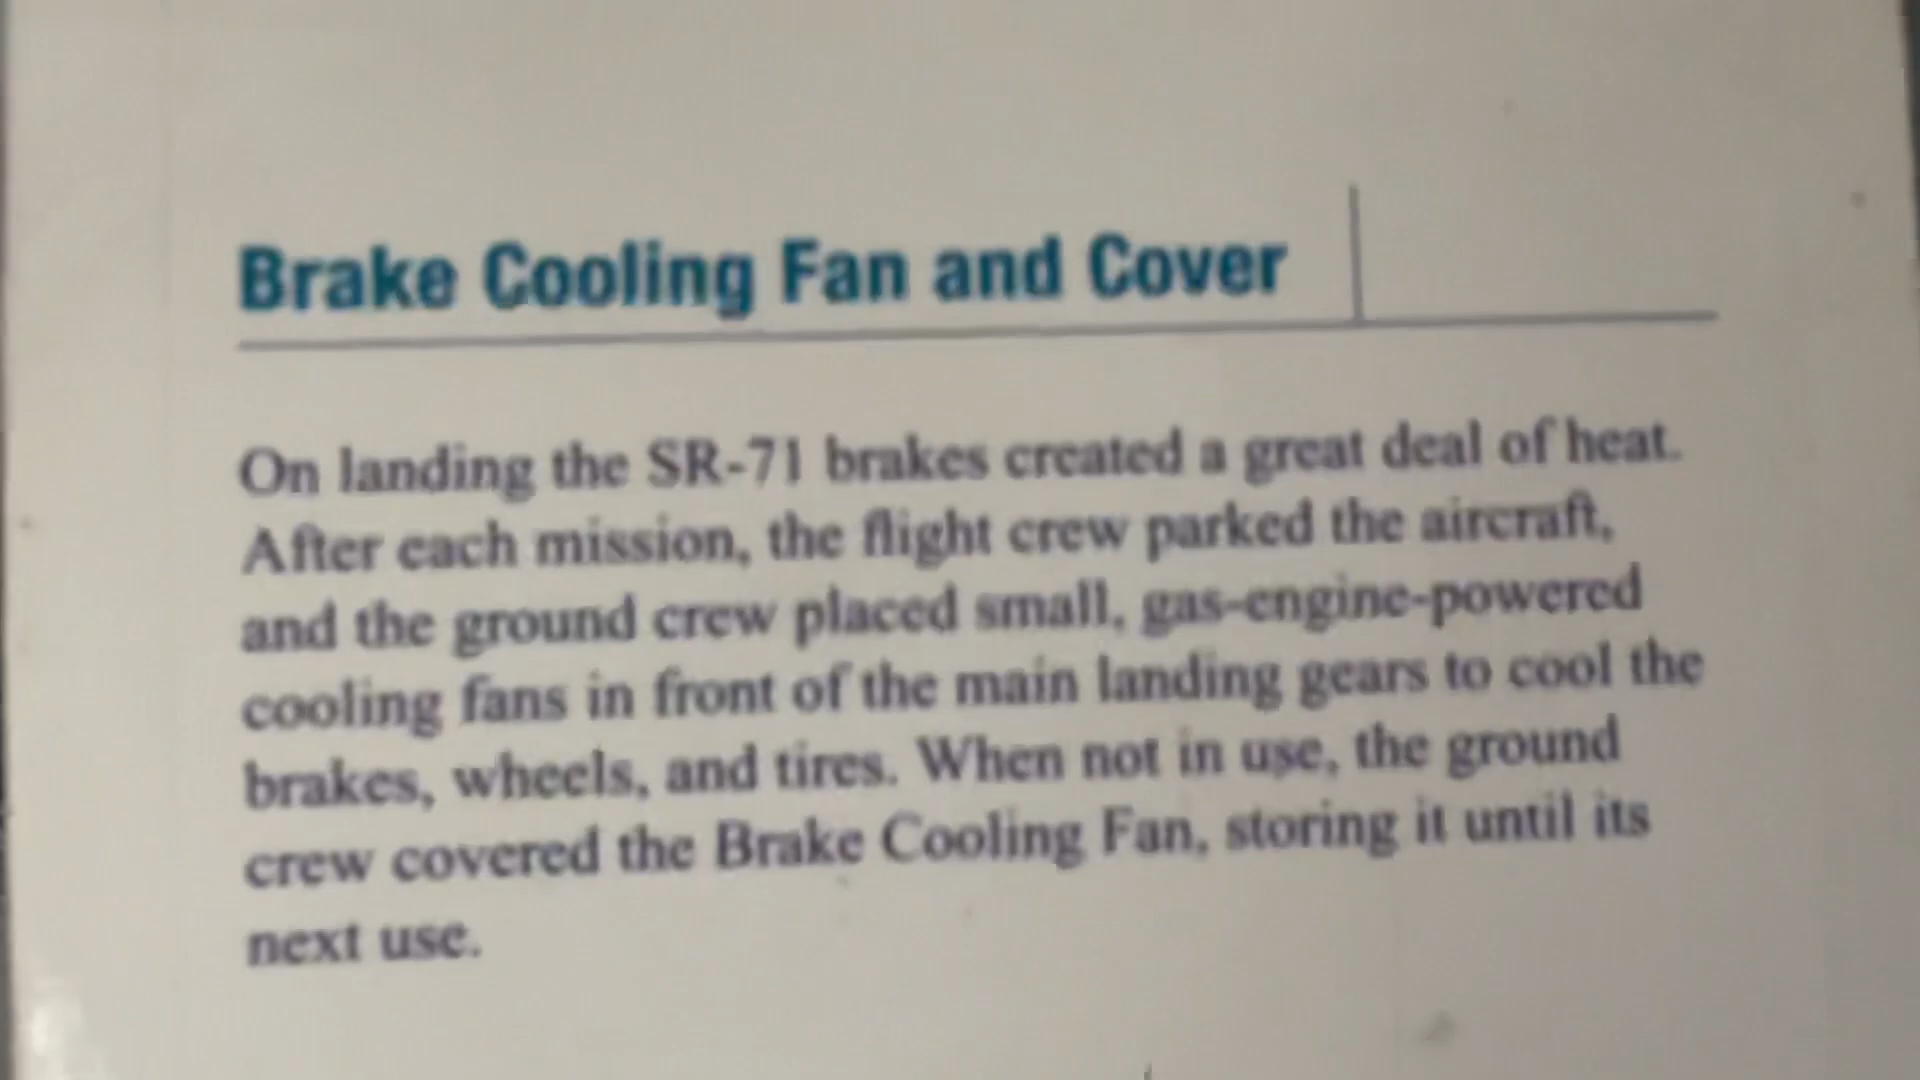 Brake Cooling Fan and Cover
On landing the SR-71 brakes created a great deal of heat.
After each mission, the flight crew parked the aircraft,
and the ground crew placed small, gas-engine-powered
cooling fans in front of the main landing gears to cool the
brakes, wheels, and tires. When not in use, the ground
crew covered the Brake Cooling Fan, storing it until its
next use.